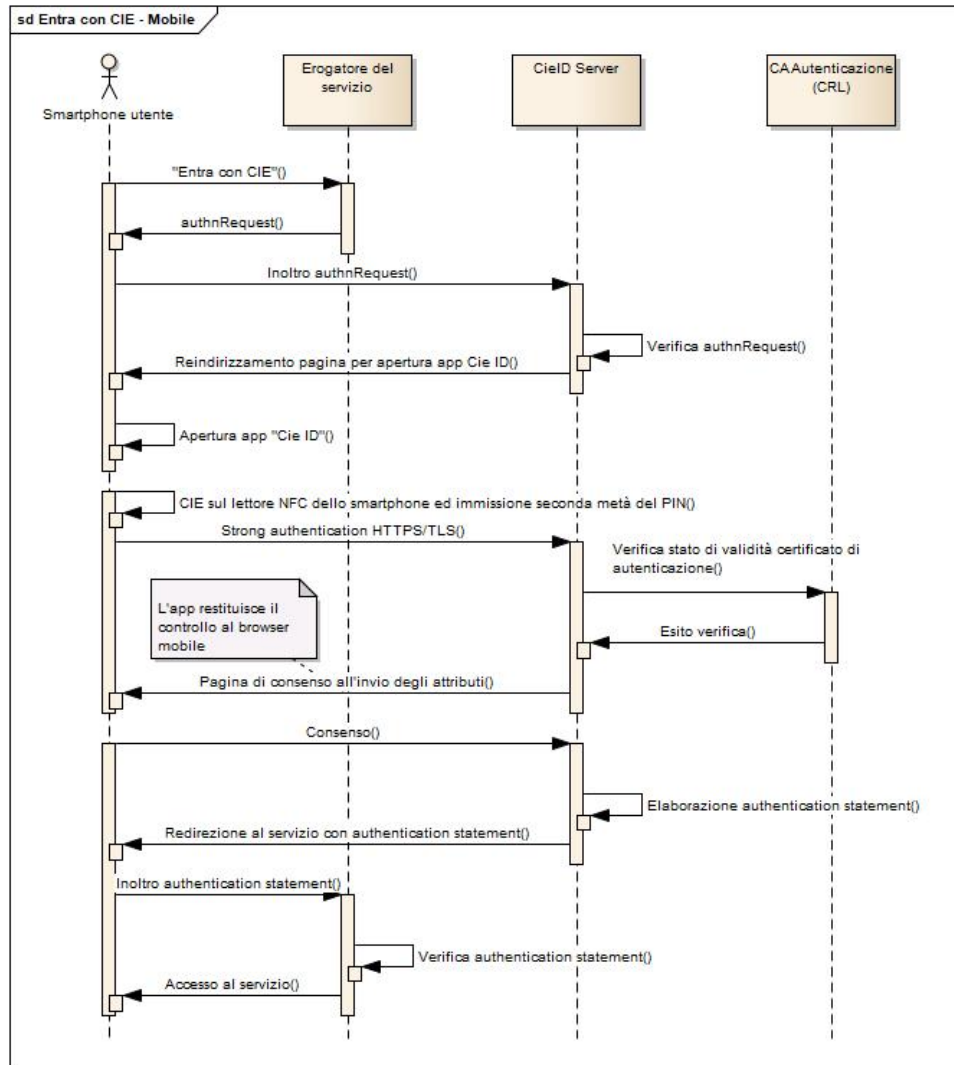 sd Entra con CIE - Mobile
Smartphone utente
Erogatore del
servizio
CieID Server
CA Autenticazione
(CRL)
"Entra con CIE"()
authnRequest()
Inoltro authnRequest()
Verifica authnRequest()
Reindirizzamento pagina per apertura app Cie ID()
Apertura app "Cie ID"()
CIE sul lettore NFC dello smartphone ed immissione seconda metà del PIN()
Strong authentication HTTPS/TLS()
Verifica stato di validità certificato di
autenticazione()
L'app restituisce il
controllo al browser
mobile
Esito verifica()
Pagina di consenso all'invio degli attributi()
Consenso()
Elaborazione authentication statement()
Redirezione al servizio con authentication statement()
Inoltro authentication statement()
Verifica authentication statement()
Accesso al servizio()